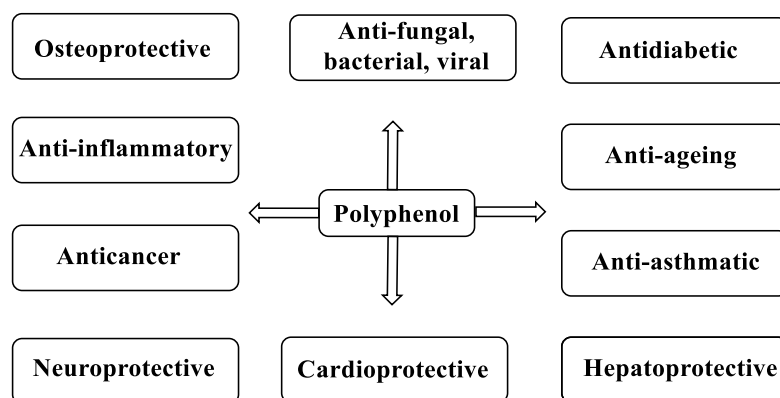 Osteoprotective
Anti-fungal,
bacterial, viral
Antidiabetic
Anti-inflammatory
Anti-ageing
Polyphenol
Anticancer
Anti-asthmatic
Neuroprotective
Cardioprotective
Hepatoprotective